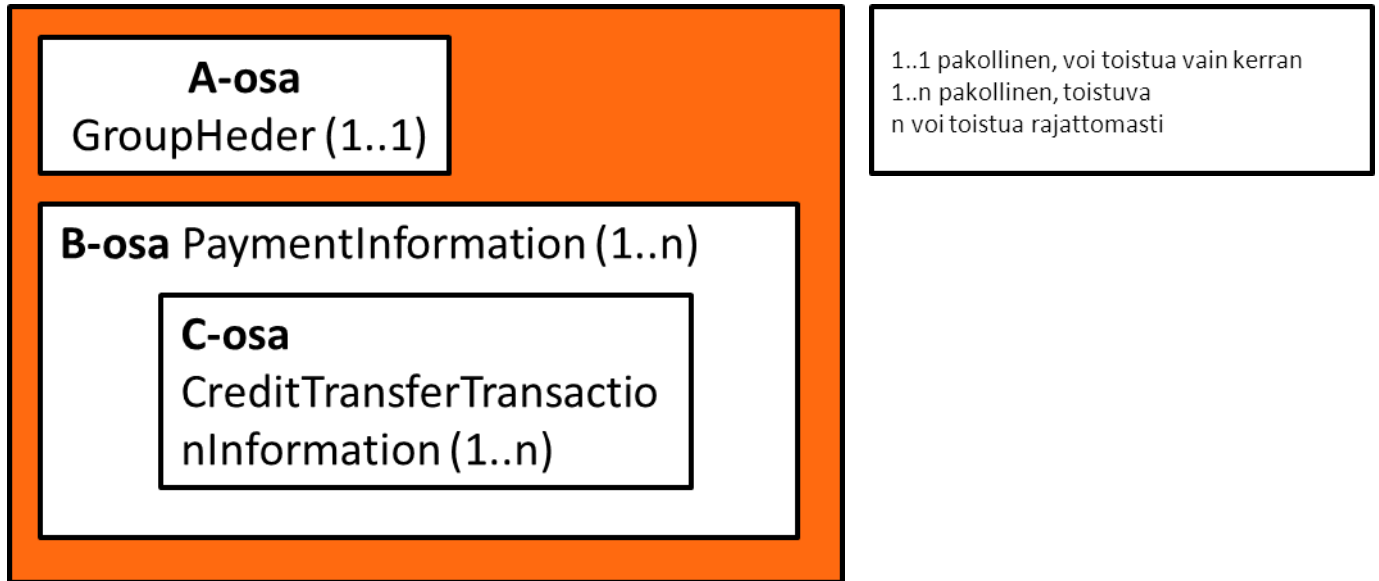 A-osa
GroupHeder (1..1)
B-osa PaymentInformation (1..n)
C-osa
CreditTransferTransactio
nInformation (1..n)
1..1 pakollinen, voi toistua vain kerran
1..n pakollinen, toistuva
n voi toistua rajattomasti